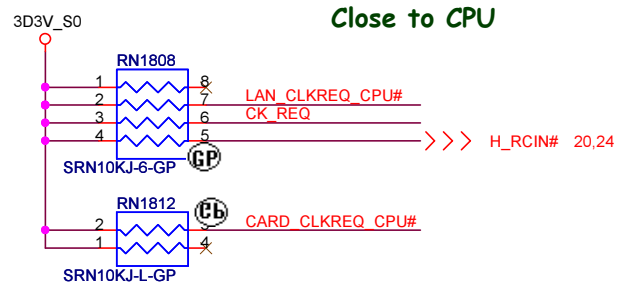 3D3V_S0
Close to CPU
RN1808
1 8
2 7 LAN_CLKREQ_CPU#
3 6 CK_REQ
4 5 H_RCIN# 20,24
SRN10KJ-6-GP
GP
RN1812
2 3 CARD_CLKREQ_CPU#
1 4
SRN10KJ-L-GP